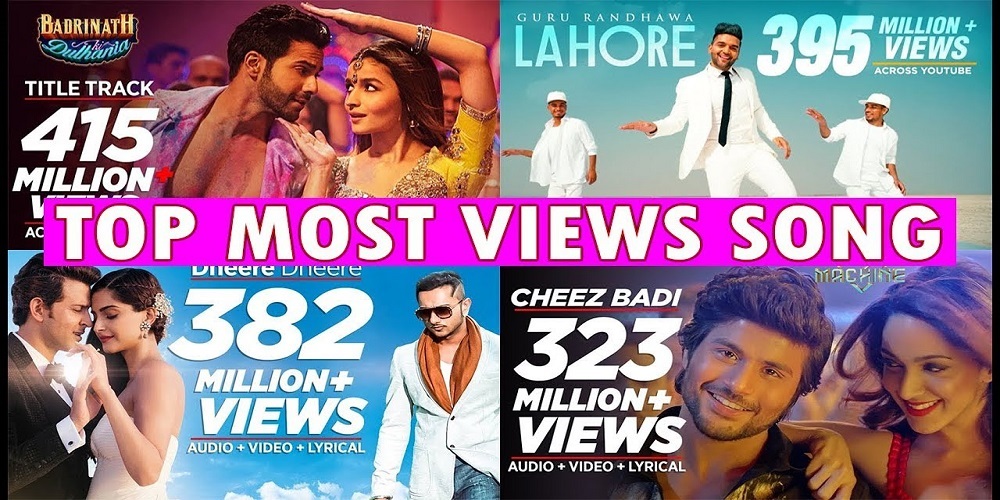 BADRINATH
Ki
Dulhania
TITLE TRACK
415
MILLION+
VIEWS
GURU RANDHAWA
LAHORE
395 MILLION +
VIEWS
ACROSS YOUTUBE
TOP MOST VIEWS SONG
Dheere Dheere
382
MILLION+
VIEWS
AUDIO + VIDEO + LYRICAL
MACHINE
CHEEZ BADI
323
MILLION+
VIEWS
AUDIO + VIDEO + LYRICAL